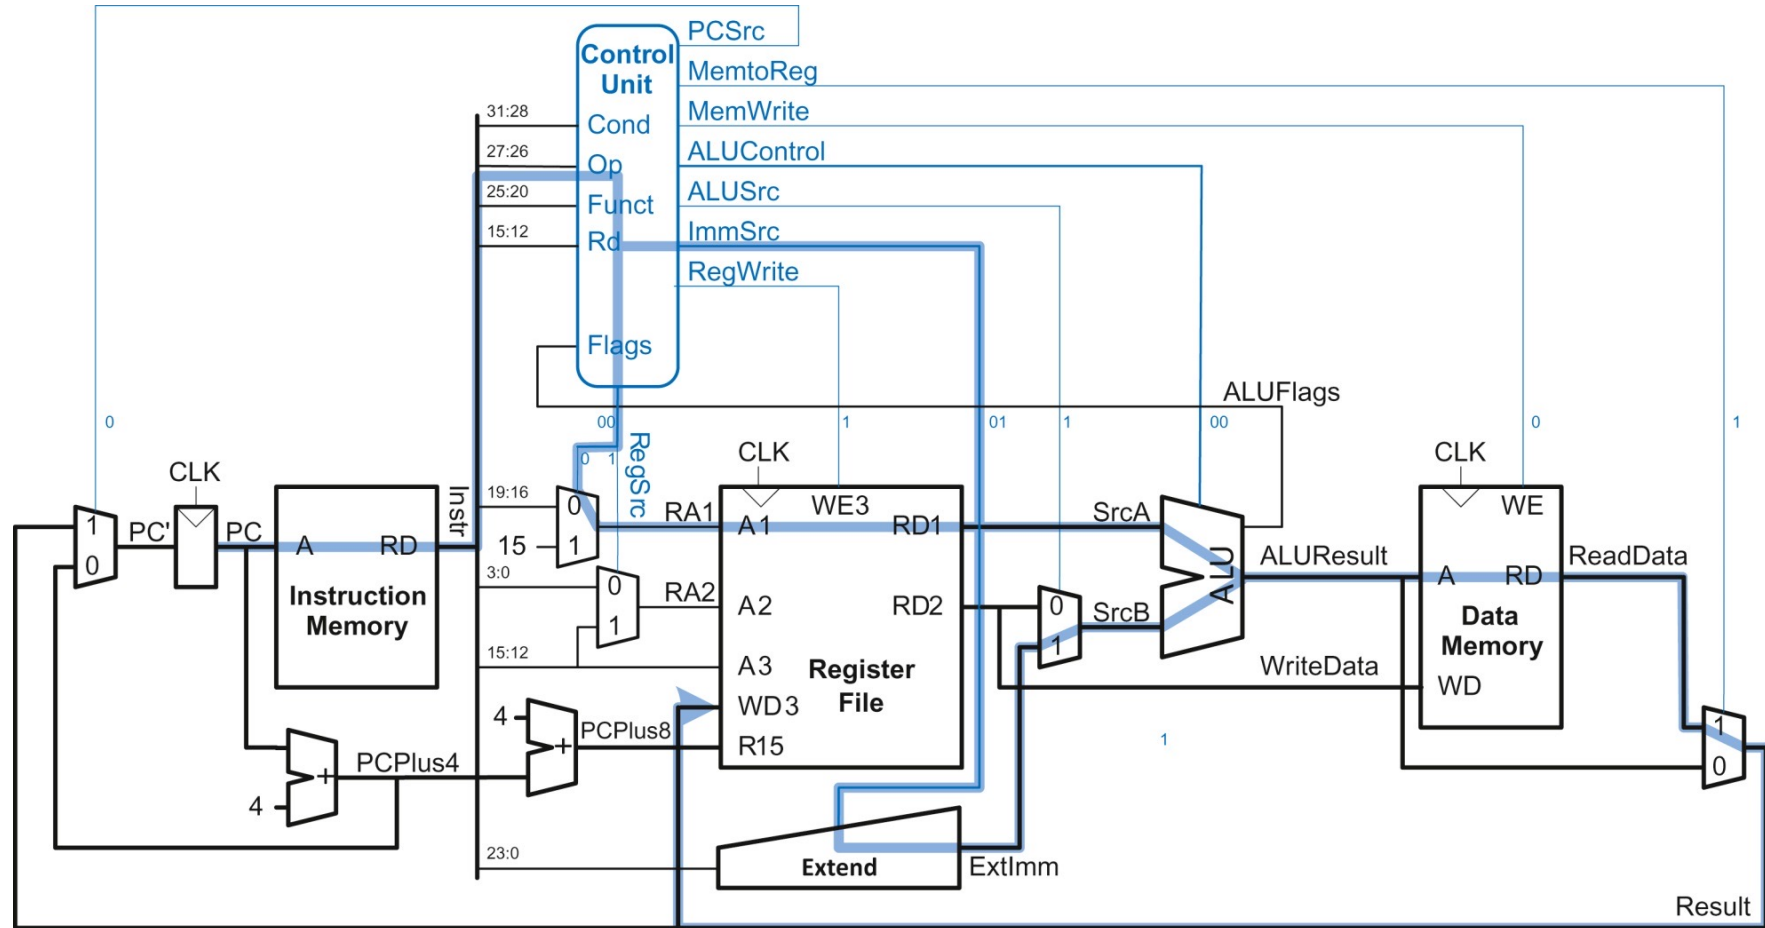 PCSrc
Control
Unit
MemtoReg
31:28
Cond
MemWrite
27:26
Op
ALUControl
25:20
Funct
ALUSrc
15:12
Rd
ImmSrc
RegWrite
Flags
ALUFlags
0
00
1
01
1
00
0
1
0 1
RegSrc
CLK
CLK
CLK
Instr
19:16
0
RA1
A1
WE3
RD1
SrcA
WE
1
PC'
PC
A
RD
15
1
0
ALU
ALUResult
A
RD
ReadData
Instruction
Memory
3:0
0
RA2
A2
RD2
0
SrcB
Data
Memory
1
1
15:12
A3
Register
File
WriteData
WD
WD3
4
+
PCPlus8
R15
1
1
0
PCPlus4
+
4
23:0
Extend
ExtImm
Result